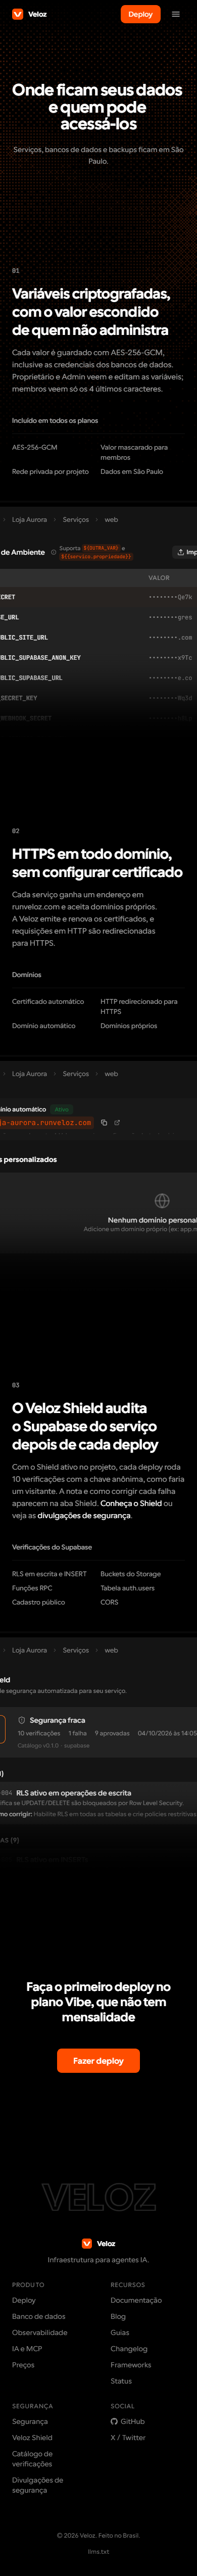 Veloz
Deploy
Onde ficam seus dados
e quem pode
acessá-los
Serviços, bancos de dados e backups ficam em São
Paulo.
01
Variáveis criptografadas,
com o valor escondido
de quem não administra
Cada valor é guardado com AES-256-GCM,
inclusive as credenciais dos bancos de dados.
Proprietário e Admin veem e editam as variáveis;
membros veem só os 4 últimos caracteres.
Incluído em todos os planos
AES-256-GCM
Valor mascarado para
membros
Rede privada por projeto
Dados em São Paulo
Loja Aurora
Serviços
web
de Ambiente
Suporta ${OUTRA_VAR} e
${{servico.propriedade}}
Imp
VALOR
CRET
••••••••Qe7k
SE_URL
••••••••gres
BLIC_SITE_URL
••••••••.com
BLIC_SUPABASE_ANON_KEY
••••••••x9Tc
BLIC_SUPABASE_URL
••••••••e.co
_SECRET_KEY
02
HTTPS em todo domínio,
sem configurar certificado
Cada serviço ganha um endereço em
runveloz.com e aceita domínios próprios.
A Veloz emite e renova os certificados, e
requisições em HTTP são redirecionadas
para HTTPS.
Domínios
Certificado automático
HTTP redirecionado para
HTTPS
Domínio automático
Domínios próprios
Loja Aurora
Serviços
web
ínio automático
Ativo
ja-aurora.runveloz.com
s personalizados
Nenhum domínio personal
Adicione um domínio próprio (ex: app.m
03
O Veloz Shield audita
o Supabase do serviço
depois de cada deploy
Com o Shield ativo no projeto, cada deploy roda
10 verificações com a chave anônima, como faria
um visitante. A nota e como corrigir cada falha
aparecem na aba Shield. Conheça o Shield ou
veja as divulgações de segurança.
Verificações do Supabase
RLS em escrita e INSERT
Buckets do Storage
Funções RPC
Tabela auth.users
Cadastro público
CORS
Loja Aurora
Serviços
web
eld
de segurança automatizada para seu serviço.
Segurança fraca
10 verificações
1 falha
9 aprovadas
04/10/2026 às 14:05
Catálogo v0.1.0
supabase
)
004
RLS ativo em operações de escrita
ifica se UPDATE/DELETE são bloqueados por Row Level Security.
mo corrigir: Habilite RLS em todas as tabelas e crie policies restritivas
AS (9)
Faça o primeiro deploy no
plano Vibe, que não tem
mensalidade
Fazer deploy
VELOZ
Veloz
Infraestrutura para agentes IA.
PRODUTO
Deploy
Banco de dados
Observabilidade
IA e MCP
Preços
RECURSOS
Documentação
Blog
Guias
Changelog
Frameworks
Status
SEGURANÇA
Segurança
Veloz Shield
Catálogo de
verificações
Divulgações de
segurança
SOCIAL
GitHub
X / Twitter
© 2026 Veloz. Feito no Brasil.
llms.txt